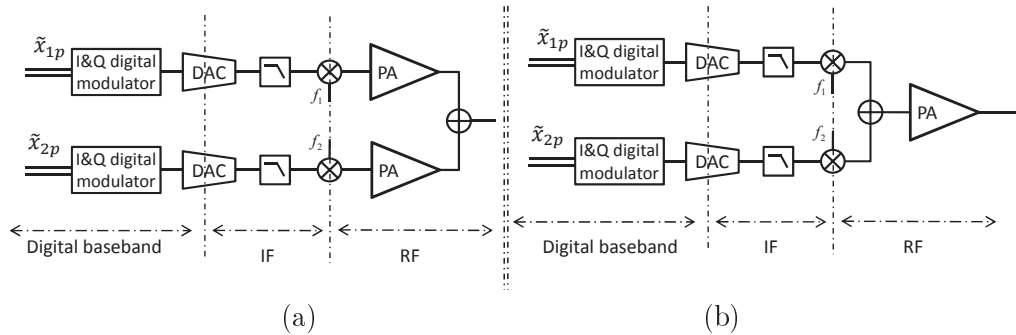 x̃₁ₚ
I&Q digital
modulator
DAC
f₁
PA
x̃₂ₚ
I&Q digital
modulator
DAC
f₂
PA
Digital baseband
IF
RF
(a)
x̃₁ₚ
I&Q digital
modulator
DAC
f₁
PA
x̃₂ₚ
I&Q digital
modulator
DAC
f₂
Digital baseband
IF
RF
(b)